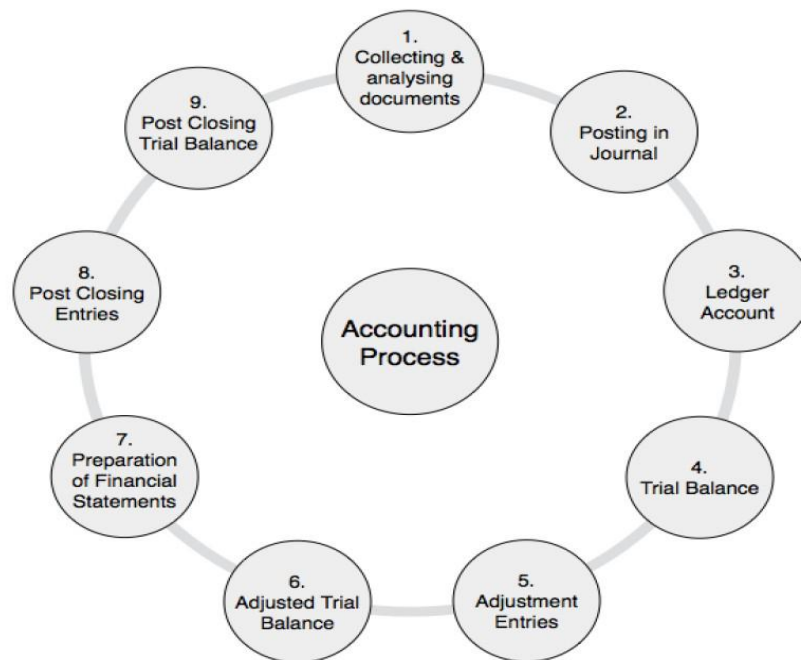 1.
Collecting &
analysing
documents
2.
Posting in
Journal
3.
Ledger
Account
4.
Trial Balance
5.
Adjustment
Entries
6.
Adjusted Trial
Balance
7.
Preparation
of Financial
Statements
8.
Post Closing
Entries
9.
Post Closing
Trial Balance
Accounting
Process